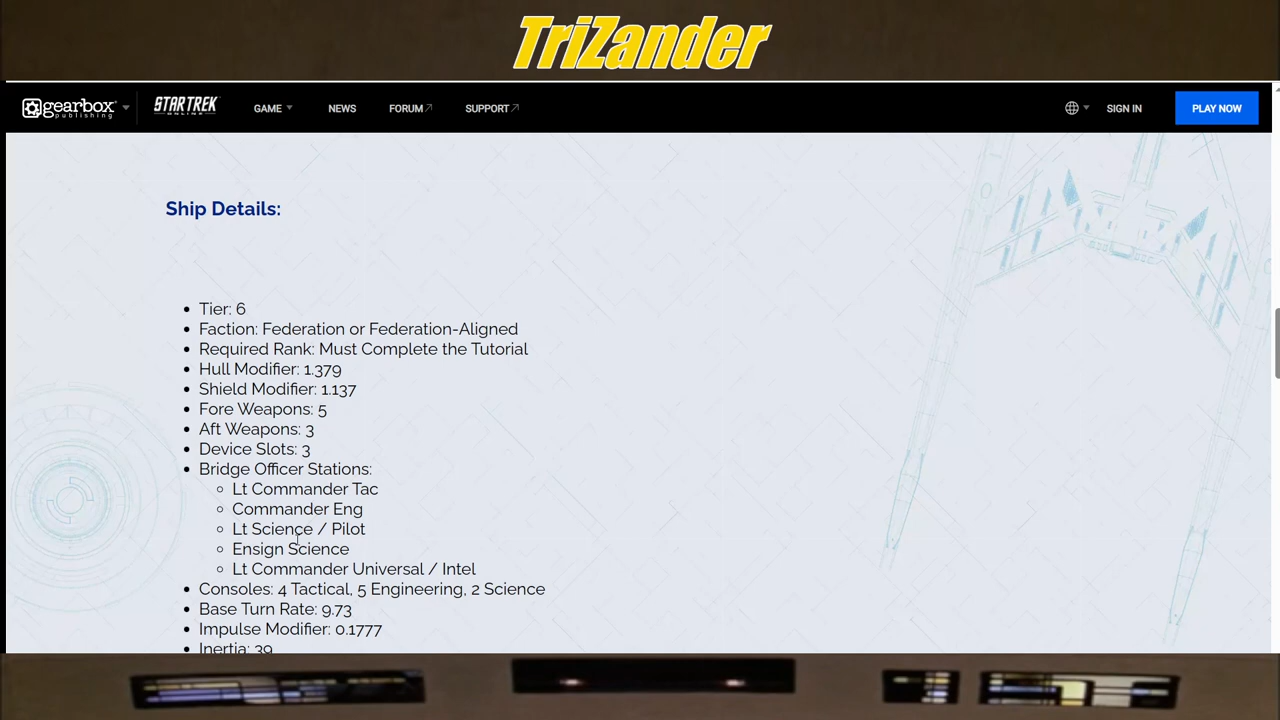 TriZander
gearbox publishing STAR TREK ONLINE GAME NEWS FORUM SUPPORT SIGN IN PLAY NOW
Ship Details:
Tier: 6
Faction: Federation or Federation-Aligned
Required Rank: Must Complete the Tutorial
Hull Modifier: 1.379
Shield Modifier: 1.137
Fore Weapons: 5
Aft Weapons: 3
Device Slots: 3
Bridge Officer Stations:
Lt Commander Tac
Commander Eng
Lt Science / Pilot
Ensign Science
Lt Commander Universal / Intel
Consoles: 4 Tactical, 5 Engineering, 2 Science
Base Turn Rate: 9.73
Impulse Modifier: 0.1777
Inertia: 39